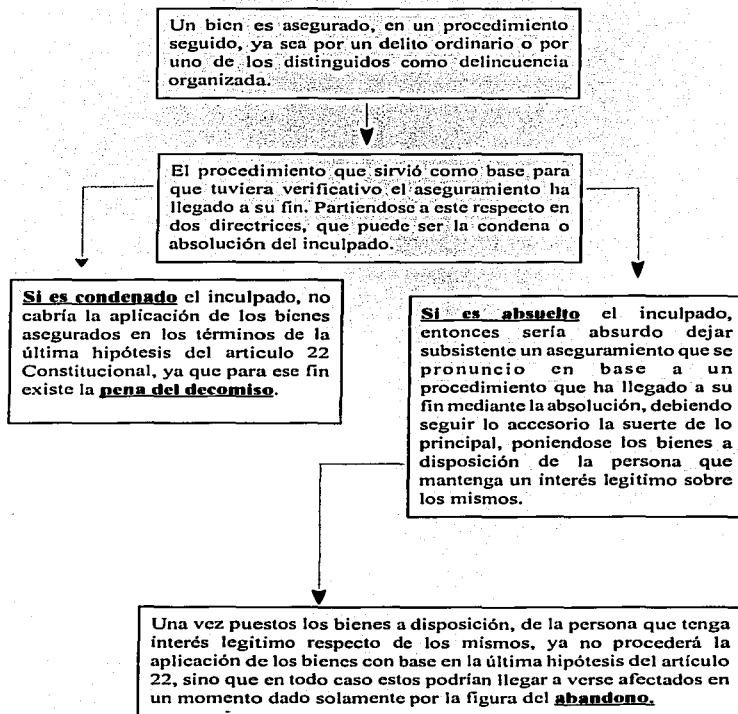 Un bien es asegurado, en un procedimiento
seguido, ya sea por un delito ordinario o por
uno de los distinguidos como delincuencia
organizada.
El procedimiento que sirvió como base para
que tuviera verificativo el aseguramiento ha
llegado a su fin. Partiendose a este respecto en
dos directrices, que puede ser la condena o
absolución del inculpado.
Si es condenado el inculpado, no
cabría la aplicación de los bienes
asegurados en los términos de la
última hipótesis del articulo 22
Constitucional, ya que para ese fin
existe la pena del decomiso.
Si es absuelto el inculpado,
entonces sería absurdo dejar
subsistente un aseguramiento que se
pronuncio en base a un
procedimiento que ha llegado a su
fin mediante la absolución, debiendo
seguir lo accesorio la suerte de lo
principal, poniendose los bienes a
disposición de la persona que
mantenga un interés legitimo sobre
los mismos.
Una vez puestos los bienes a disposición, de la persona que tenga
interés legitimo respecto de los mismos, ya no procederá la
aplicación de los bienes con base en la última hipótesis del artículo
22, sino que en todo caso estos podrían llegar a verse afectados en
un momento dado solamente por la figura del abandono.